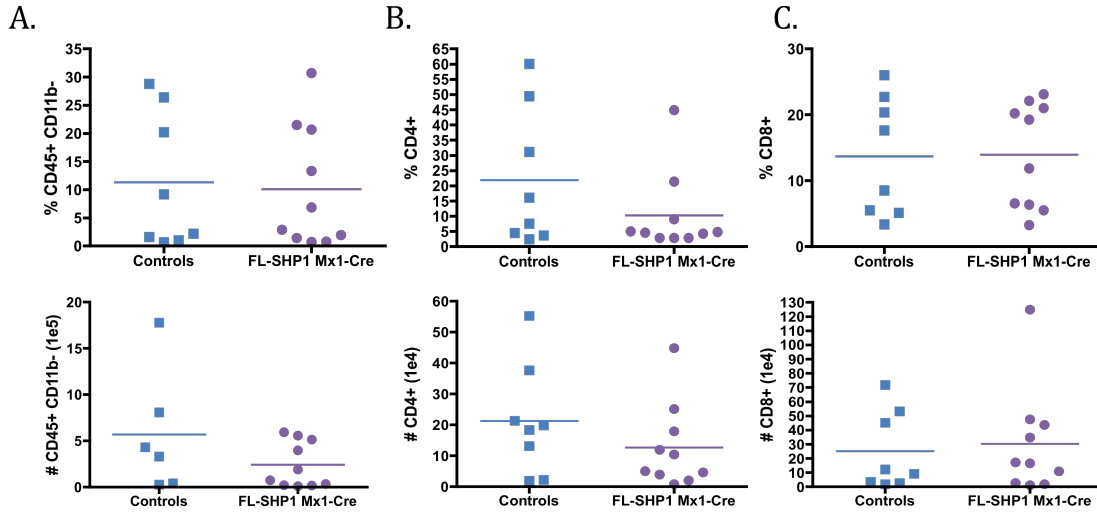 A.
% CD45+ CD11b-
35
30
25
20
15
10
5
0
Controls
FL-SHP1 Mx1-Cre
B.
% CD4+
65
60
55
50
45
40
35
30
25
20
15
10
5
0
Controls
FL-SHP1 Mx1-Cre
C.
% CD8+
30
20
10
0
Controls
FL-SHP1 Mx1-Cre
# CD45+ CD11b- (1e5)
20
15
10
5
0
Controls
FL-SHP1 Mx1-Cre
# CD4+ (1e4)
60
50
40
30
20
10
0
Controls
FL-SHP1 Mx1-Cre
# CD8+ (1e4)
130
120
110
100
90
80
70
60
50
40
30
20
10
0
Controls
FL-SHP1 Mx1-Cre